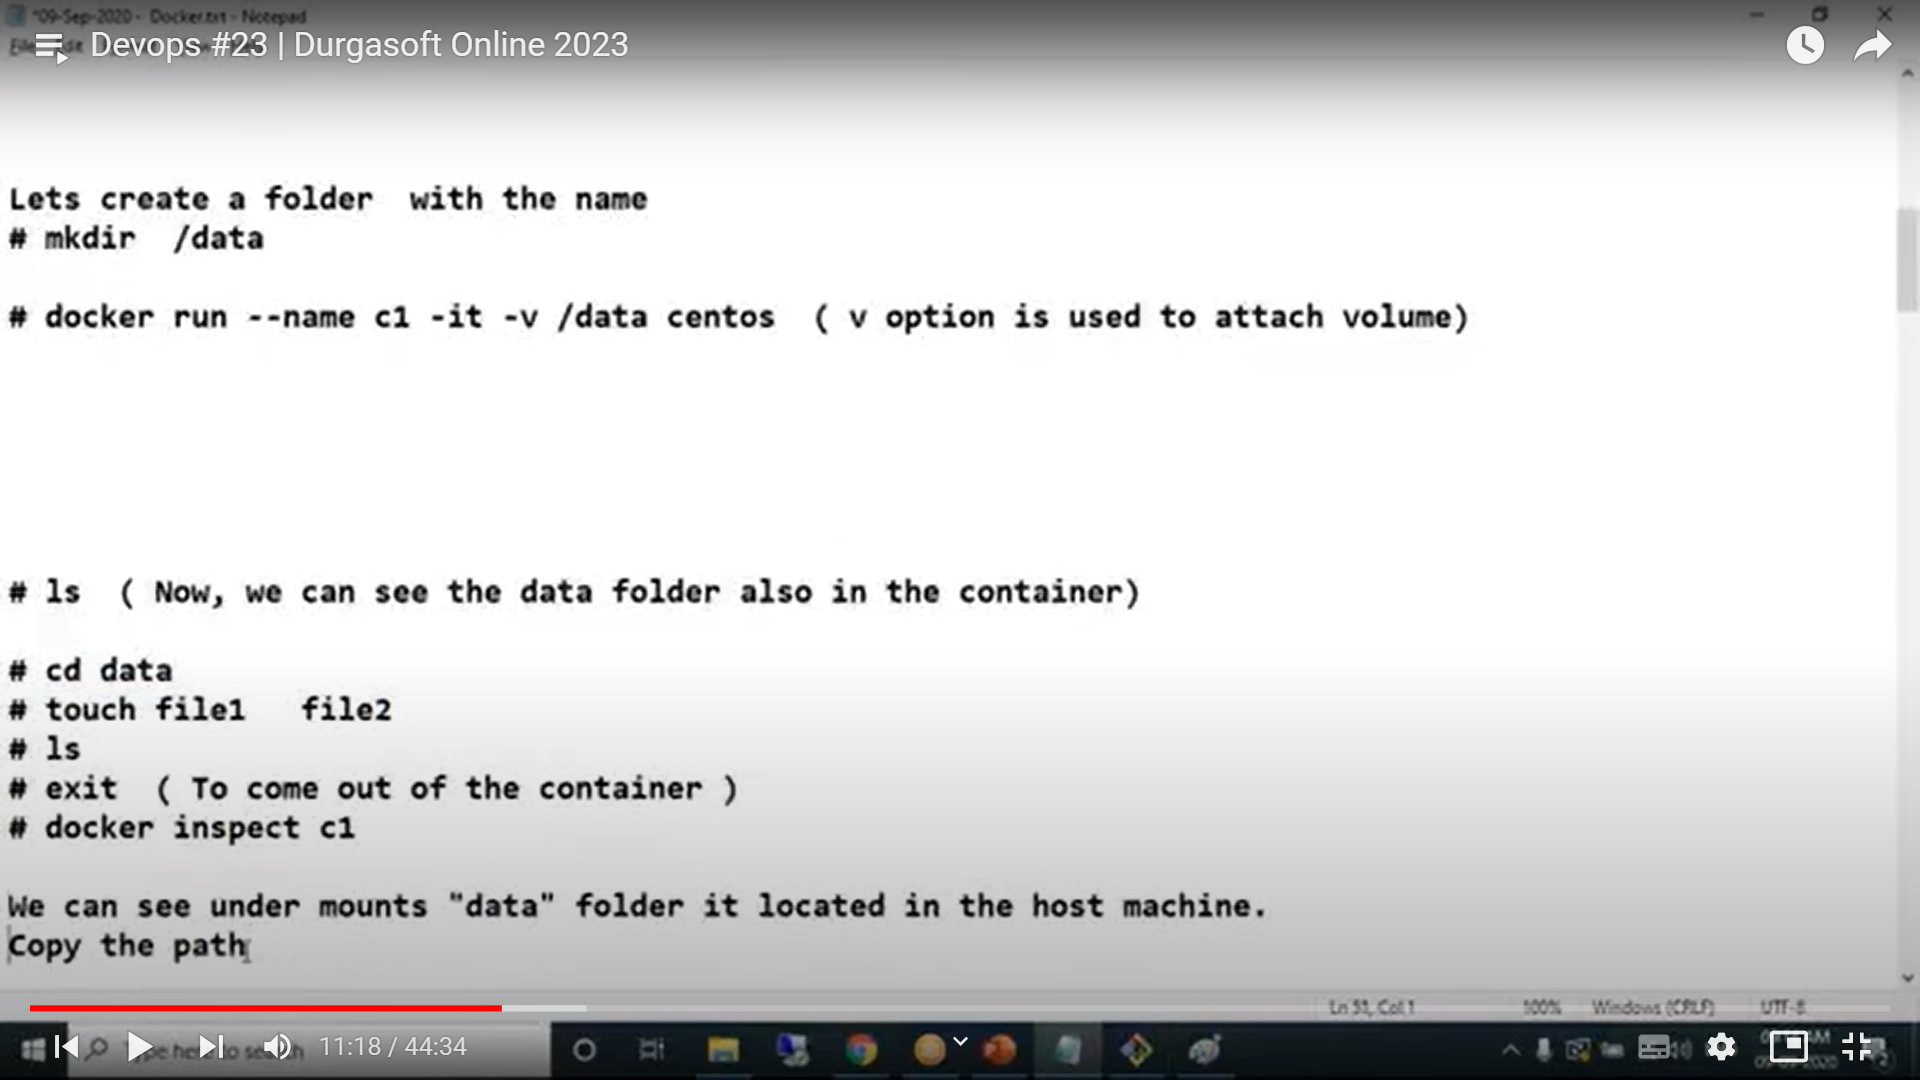 *09-Sep-2020 - Docker.txt - Notepad
Devops #23 | Durgasoft Online 2023
Lets create a folder  with the name
# mkdir  /data
# docker run --name c1 -it -v /data centos  ( v option is used to attach volume)
# ls  ( Now, we can see the data folder also in the container)
# cd data
# touch file1   file2
# ls
# exit  ( To come out of the container )
# docker inspect c1
We can see under mounts "data" folder it located in the host machine.
Copy the path
Ln 51, Col 1 100% Windows (CRLF) UTF-8
11:18 / 44:34